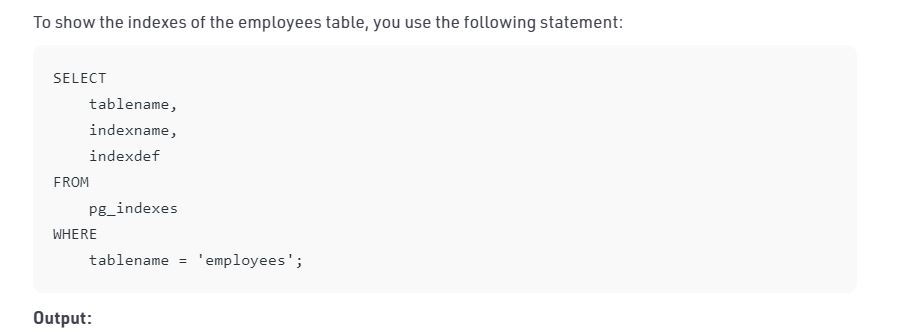 To show the indexes of the employees table, you use the following statement:
SELECT
    tablename,
    indexname,
    indexdef
FROM
    pg_indexes
WHERE
    tablename = 'employees';
Output: